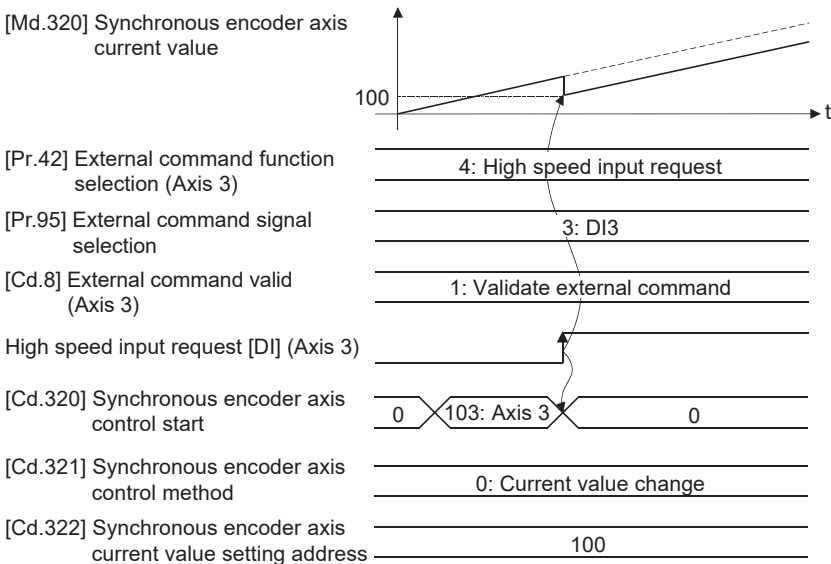 [Md.320] Synchronous encoder axis
current value
100
t
[Pr.42] External command function
selection (Axis 3)
4: High speed input request
[Pr.95] External command signal
selection
3: DI3
[Cd.8] External command valid
(Axis 3)
1: Validate external command
High speed input request [DI] (Axis 3)
[Cd.320] Synchronous encoder axis
control start
0
103: Axis 3
0
[Cd.321] Synchronous encoder axis
control method
0: Current value change
[Cd.322] Synchronous encoder axis
current value setting address
100